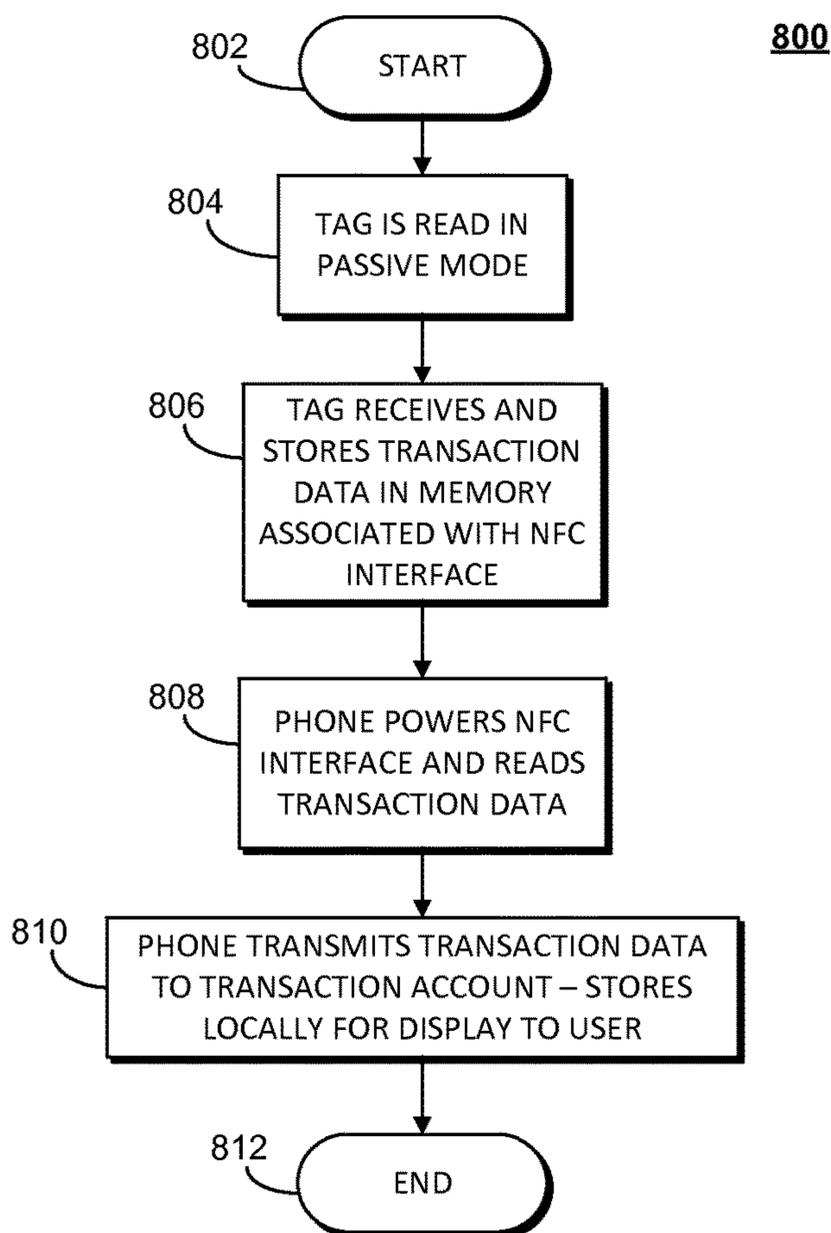 800
802
START
804
TAG IS READ IN
PASSIVE MODE
806
TAG RECEIVES AND
STORES TRANSACTION
DATA IN MEMORY
ASSOCIATED WITH NFC
INTERFACE
808
PHONE POWERS NFC
INTERFACE AND READS
TRANSACTION DATA
810
PHONE TRANSMITS TRANSACTION DATA
TO TRANSACTION ACCOUNT – STORES
LOCALLY FOR DISPLAY TO USER
812
END